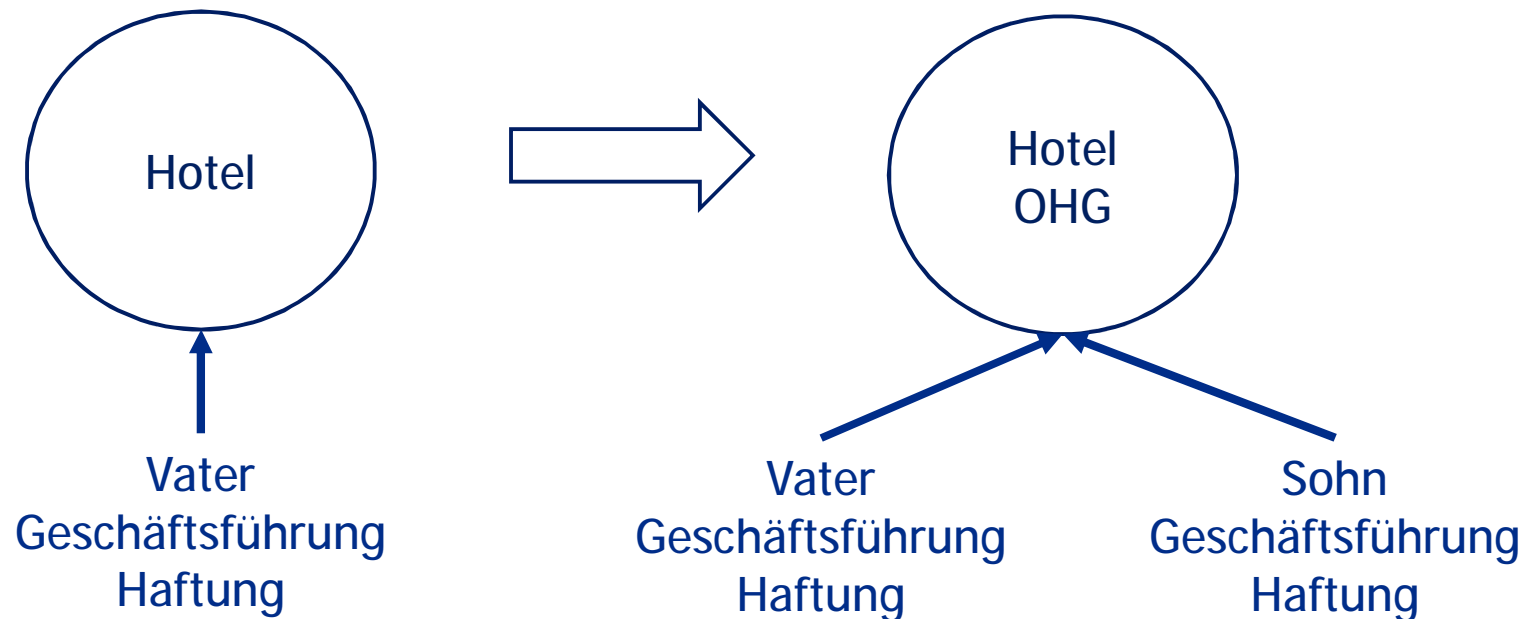 Hotel
Hotel
OHG
Vater
Geschäftsführung
Haftung
Vater
Geschäftsführung
Haftung
Sohn
Geschäftsführung
Haftung